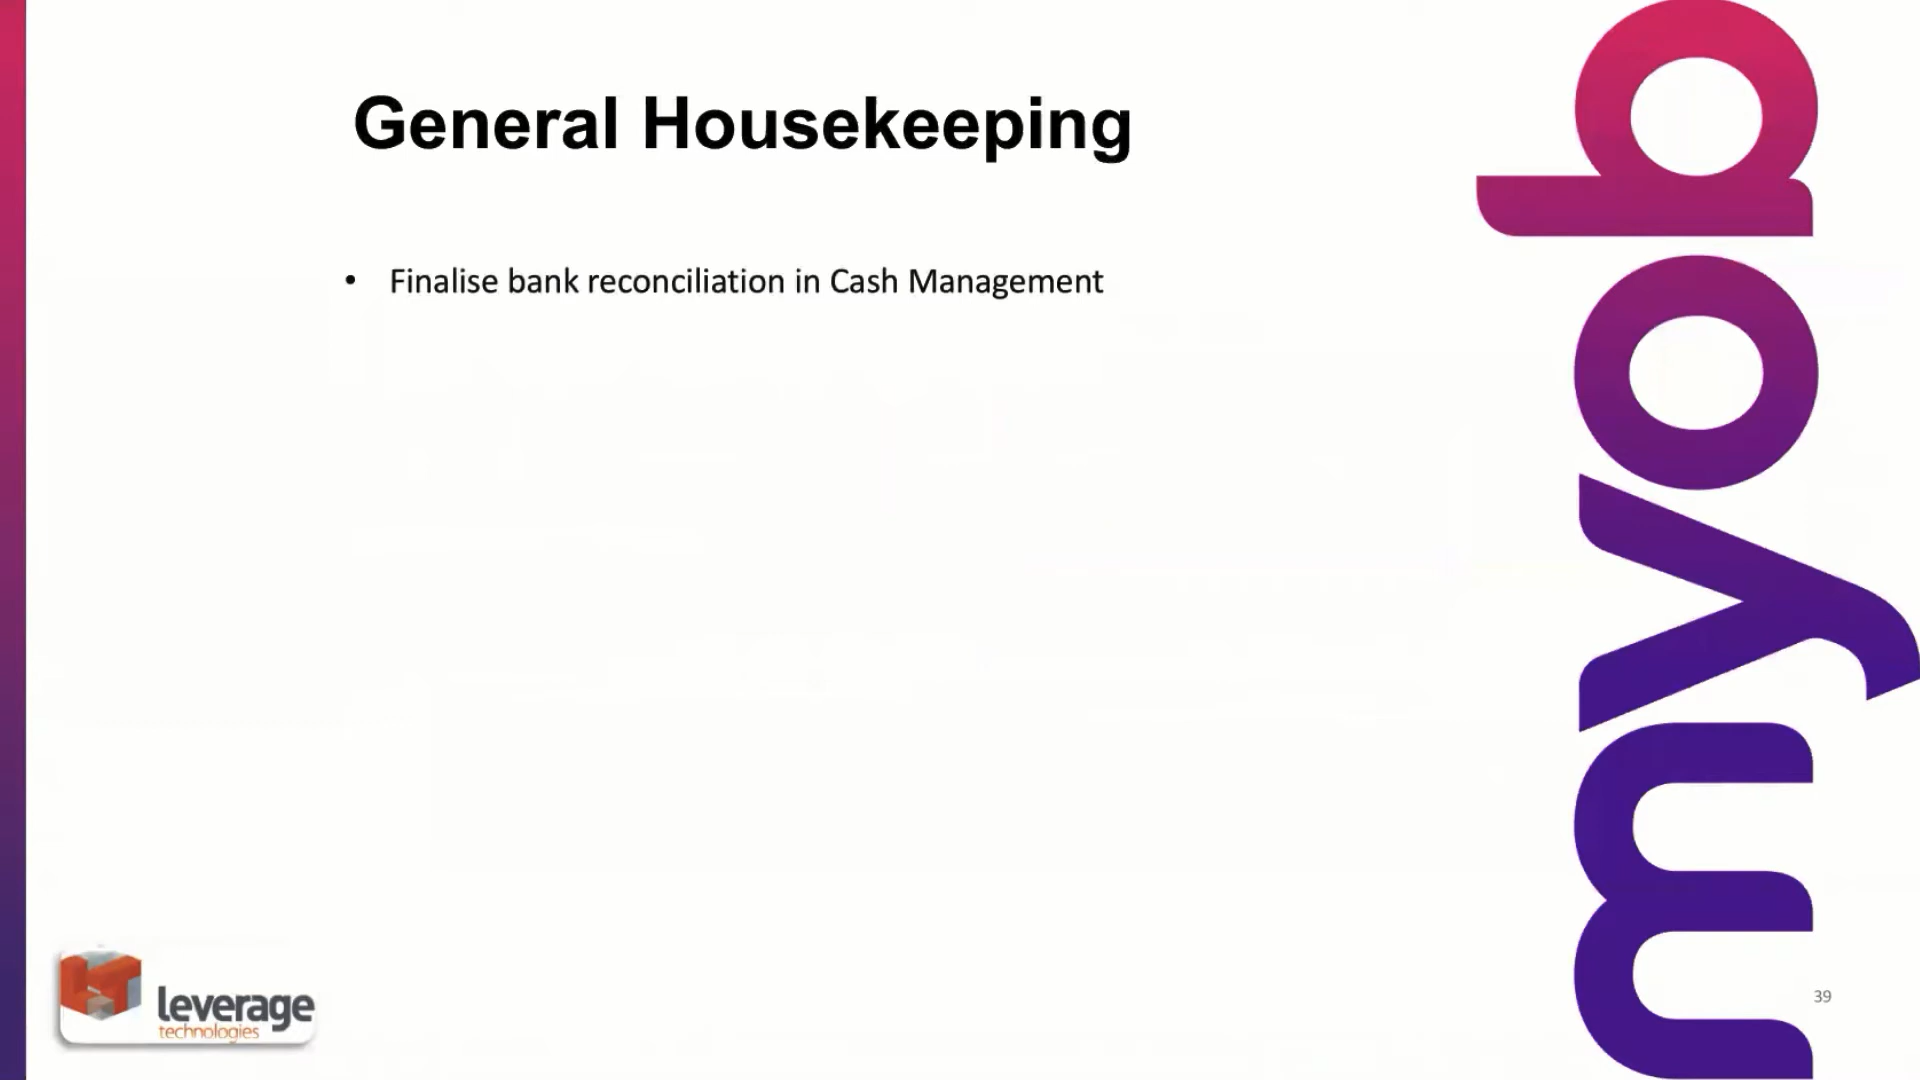 General Housekeeping
• Finalise bank reconciliation in Cash Management
myob
leverage
technologies
39